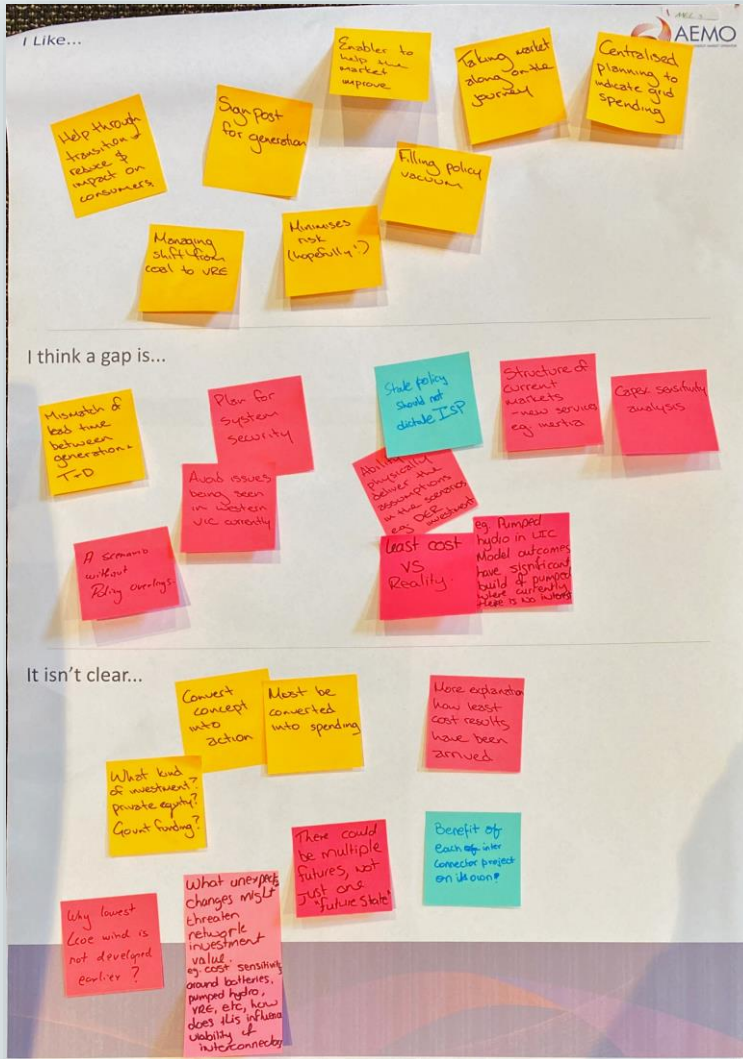 I Like...
AEMO
Enabler to
help the
market
improve
Taking market
along on the
journey
Centralised
planning to
indicate grid
spending
Help through
transition &
reduce $
impact on
consumers.
Signpost
for generation
Filling policy
vacuum
Managing
shift from
coal to VRE
Minimises
risk
(hopefully!)
I think a gap is...
Mismatch of
lead time
between
generation &
T+D
Plan for
system
security
State policy
should not
dictate ISP
Structure of
current
markets
- new services
eg. inertia
Capex sensitivity
analysis
Avoid issues
being seen
in western
VIC currently
Ability
physically
deliver the
assumptions
in the scenarios
e.g. DER investment
A scenario
without
Policy overlays.
Least cost
VS
Reality.
eg. Pumped
hydro in VIC
Model outcomes
have significant
build of pumped
where currently
there is no interest
It isn't clear...
Convert
concept
into
action
Must be
converted
into spending
More explanation
how least
cost results
have been
arrived
What kind
of investment?
private equity?
Govnt funding?
There could
be multiple
futures, not
just one
"future state"
Benefit of
each of inter
connector project
on its own?
Why lowest
lcoe wind is
not developed
earlier?
What unexpected
changes might
threaten
network
investment
value.
eg. cost sensitivity
around batteries,
pumped hydro,
VRE, etc, how
does this influence
viability of
interconnector